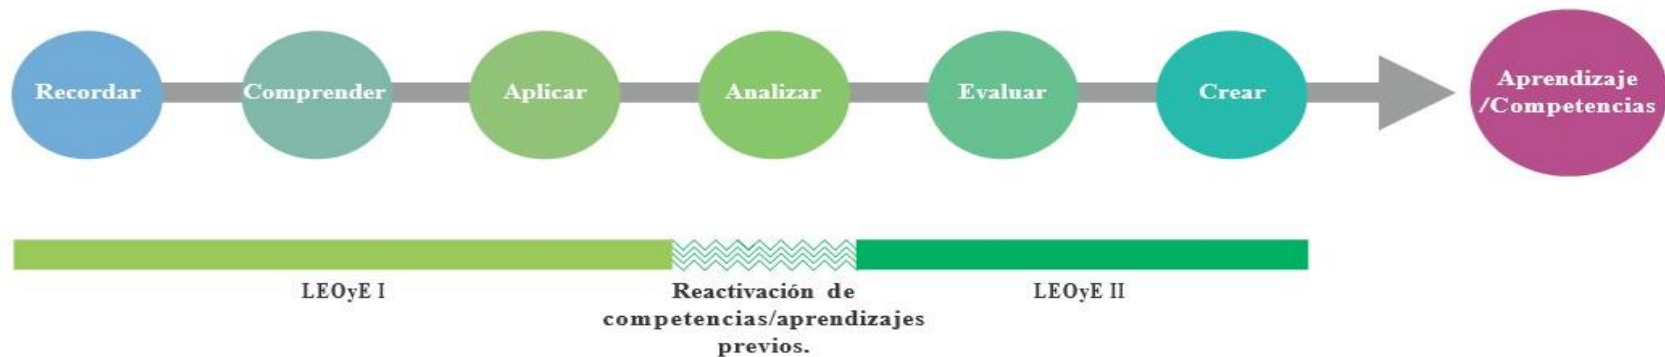 Recordar
Comprender
Aplicar
Analizar
Evaluar
Crear
Aprendizaje
/Competencias
LEOyE I
Reactivación de
competencias/aprendizajes
previos.
LEOyE II